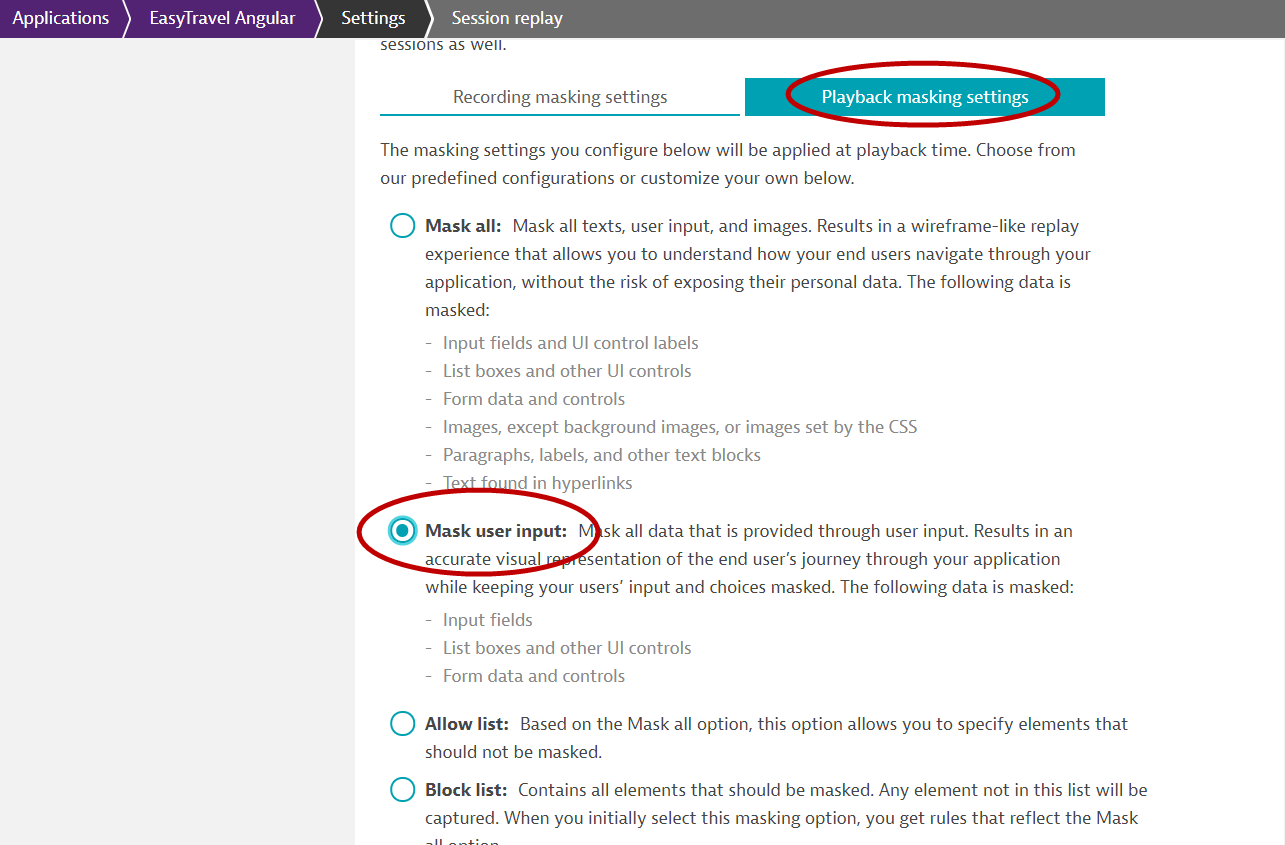 Applications EasyTravel Angular Settings Session replay
sessions as well.
Recording masking settings Playback masking settings
The masking settings you configure below will be applied at playback time. Choose from
our predefined configurations or customize your own below.
Mask all: Mask all texts, user input, and images. Results in a wireframe-like replay
experience that allows you to understand how your end users navigate through your
application, without the risk of exposing their personal data. The following data is
masked:
- Input fields and UI control labels
- List boxes and other UI controls
- Form data and controls
- Images, except background images, or images set by the CSS
- Paragraphs, labels, and other text blocks
- Text found in hyperlinks
Mask user input: Mask all data that is provided through user input. Results in an
accurate visual representation of the end user’s journey through your application
while keeping your users’ input and choices masked. The following data is masked:
- Input fields
- List boxes and other UI controls
- Form data and controls
Allow list: Based on the Mask all option, this option allows you to specify elements that
should not be masked.
Block list: Contains all elements that should be masked. Any element not in this list will be
captured. When you initially select this masking option, you get rules that reflect the Mask
all option.